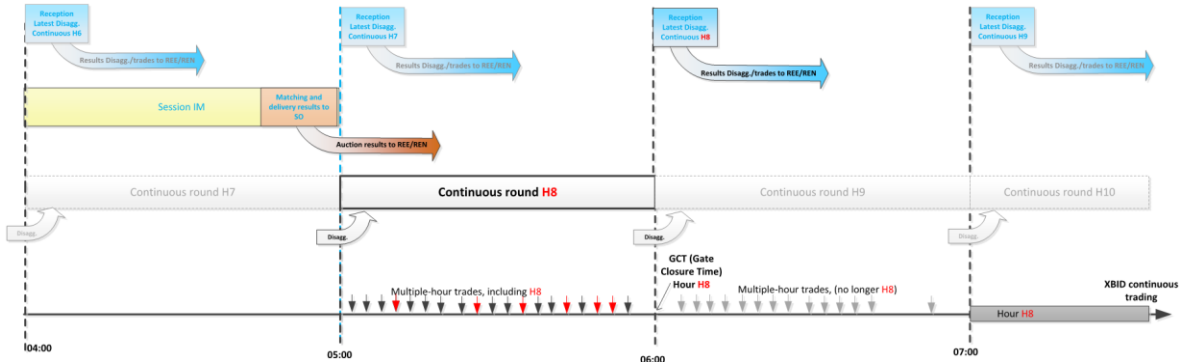 Reception
Latest Disagg.
Continuous H6
Reception
Latest Disagg.
Continuous H7
Reception
Latest Disagg.
Continuous H8
Reception
Latest Disagg.
Continuous H9
Results Disagg./trades to REE/REN
Results Disagg./trades to REE/REN
Results Disagg./trades to REE/REN
Results Disagg./trades to REE/REN
Session IM
Matching and
delivery results to
SO
Auction results to REE/REN
Continuous round H7
Continuous round H8
Continuous round H9
Continuous round H10
Disagg.
Disagg.
Disagg.
Disagg.
GCT (Gate
Closure Time)
Hour H8
Multiple-hour trades, including H8
Multiple-hour trades, (no longer H8)
XBID continuous
trading
Hour H8
04:00
05:00
06:00
07:00